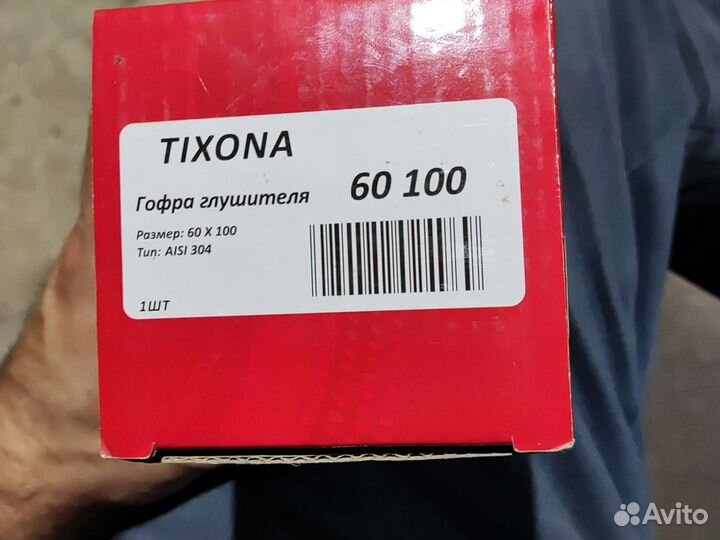 TIXONA
Гофра глушителя 60 100
Размер: 60 X 100
Тип: AISI 304
1ШТ
Avito